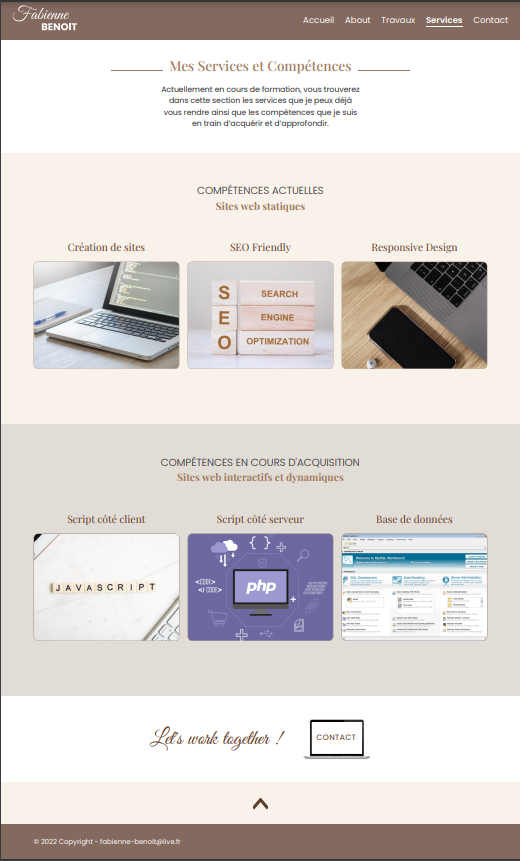 Fabienne
BENOIT
Accueil About Travaux Services Contact
Mes Services et Compétences
Actuellement en cours de formation, vous trouverez
dans cette section les services que je peux déjà
vous rendre ainsi que les compétences que je suis
en train d'acquérir et d'approfondir.
COMPÉTENCES ACTUELLES
Sites web statiques
Création de sites
SEO Friendly
Responsive Design
S SEARCH
E ENGINE
O OPTIMIZATION
COMPÉTENCES EN COURS D'ACQUISITION
Sites web interactifs et dynamiques
Script côté client
Script côté serveur
Base de données
JAVASCRIPT
{ }
<CODE>
</CODE>
php
Welcome to MySQL Workbench
SQL Development
Data Modeling
Server Administration
Let's work together !
CONTACT
© 2022 Copyright - fabienne-benoit@live.fr